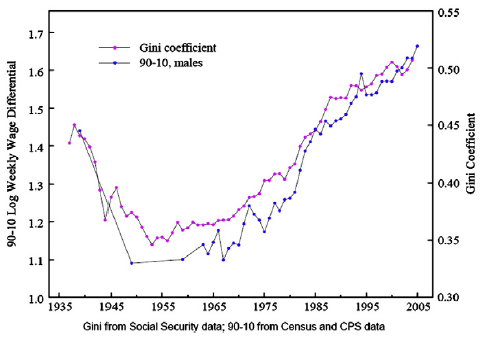 1.7
1.6
1.5
1.4
1.3
1.2
1.1
1.0
90-10 Log Weekly Wage Differential
Gini coefficient
90-10, males
0.55
0.50
0.45
0.40
0.35
0.30
Gini Coefficient
1935 1945 1955 1965 1975 1985 1995 2005
Gini from Social Security data; 90-10 from Census and CPS data